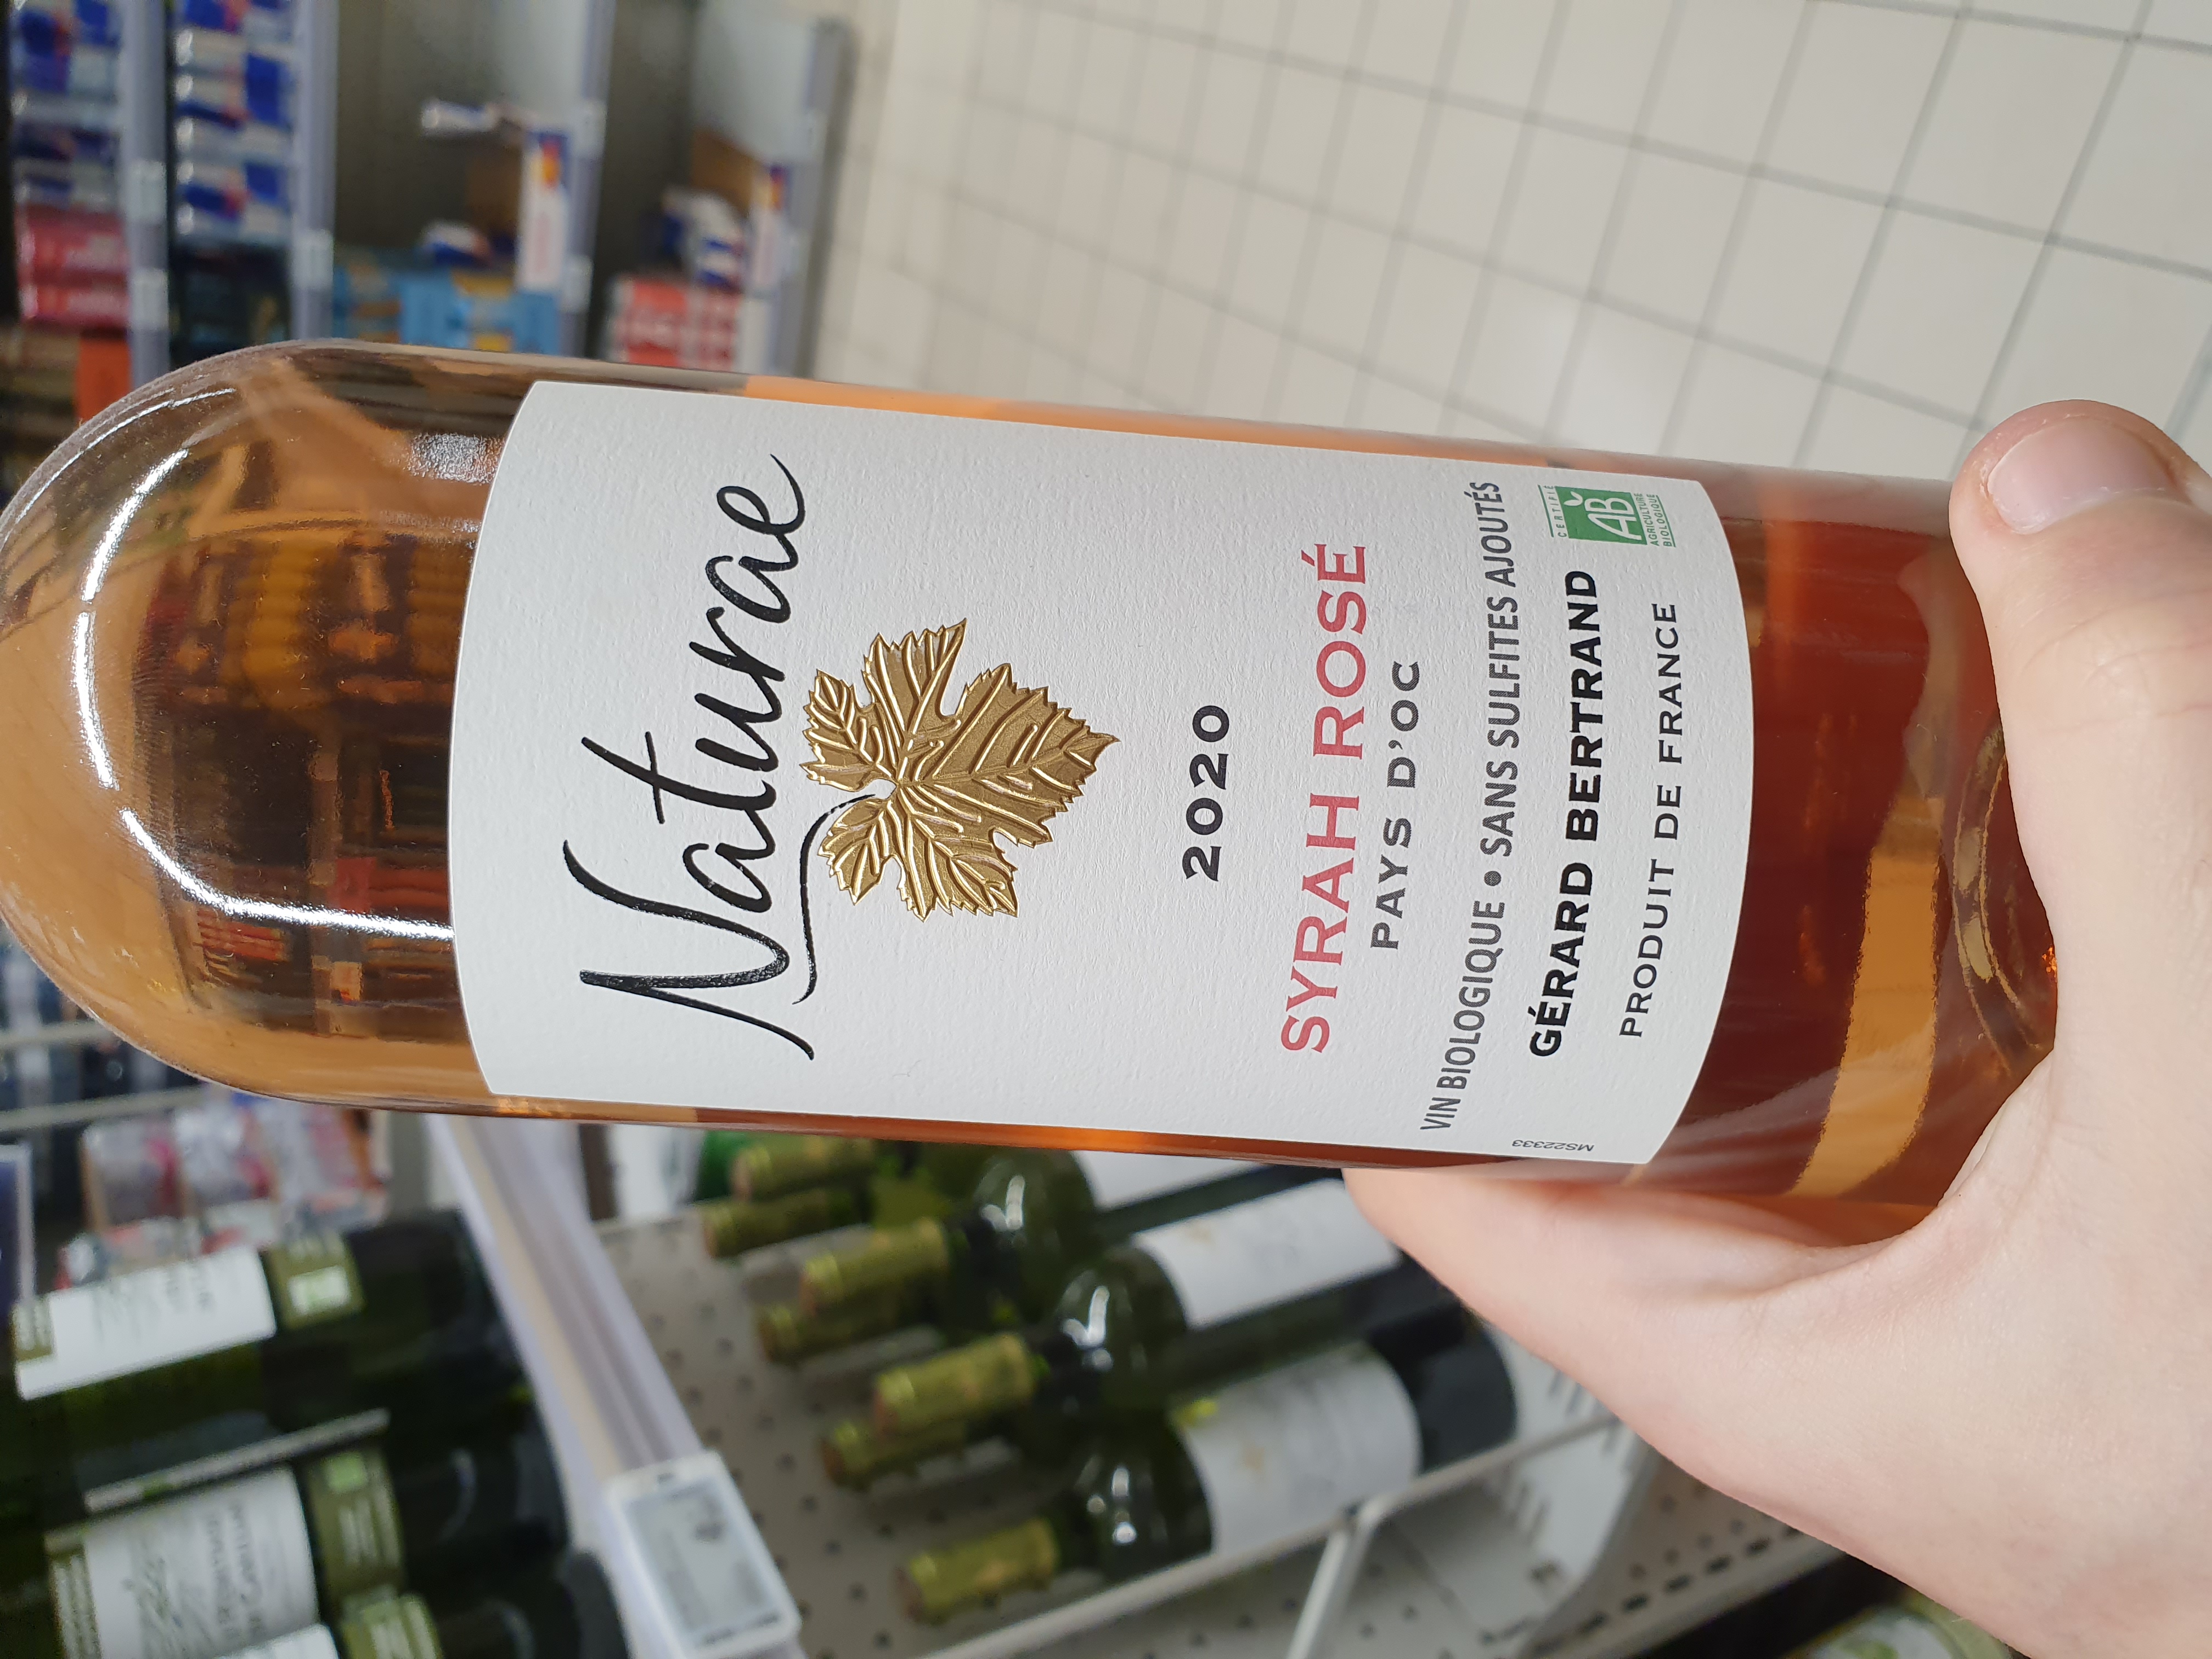 Naturae
2020
SYRAH ROSÉ
PAYS D'OC
VIN BIOLOGIQUE • SANS SULFITES AJOUTÉS
GÉRARD BERTRAND
PRODUIT DE FRANCE
MS22333
CERTIFIÉ
AB
AGRICULTURE
BIOLOGIQUE